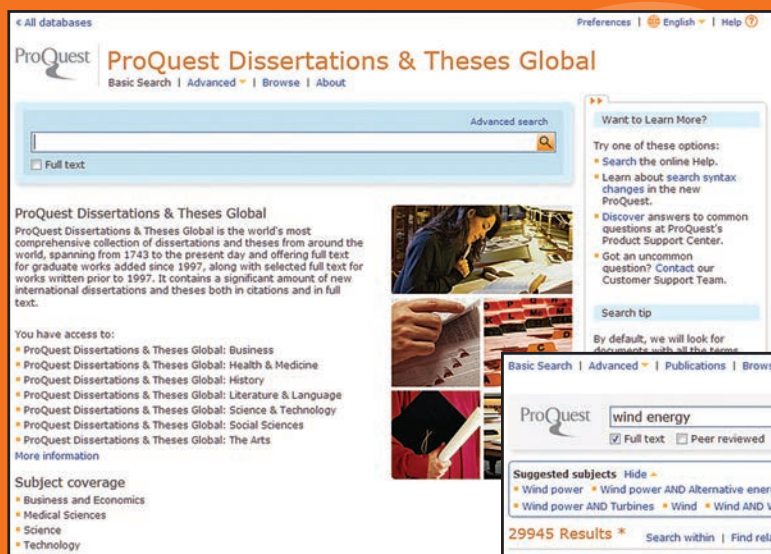 < All databases
Preferences | English | Help ?
ProQuest
ProQuest Dissertations & Theses Global
Basic Search | Advanced | Browse | About
Advanced search
Full text
ProQuest Dissertations & Theses Global
ProQuest Dissertations & Theses Global is the world's most
comprehensive collection of dissertations and theses from around the
world, spanning from 1743 to the present day and offering full text
for graduate works added since 1997, along with selected full text for
works written prior to 1997. It contains a significant amount of new
international dissertations and theses both in citations and in full
text.
You have access to:
ProQuest Dissertations & Theses Global: Business
ProQuest Dissertations & Theses Global: Health & Medicine
ProQuest Dissertations & Theses Global: History
ProQuest Dissertations & Theses Global: Literature & Language
ProQuest Dissertations & Theses Global: Science & Technology
ProQuest Dissertations & Theses Global: Social Sciences
ProQuest Dissertations & Theses Global: The Arts
More information
Subject coverage
Business and Economics
Medical Sciences
Science
Technology
Want to Learn More?
Try one of these options:
Search the online Help.
Learn about search syntax
changes in the new
ProQuest.
Discover answers to common
questions at ProQuest's
Product Support Center.
Got an uncommon
question? Contact our
Customer Support Team.
Search tip
By default, we will look for
documents with all the terms
Basic Search | Advanced | Publications |
ProQuest
wind energy
Full text Peer reviewed
Suggested subjects Hide
Wind power Wind power AND Alternative
Wind power AND Turbines Wind Wind AND
29945 Results * Search within | Find